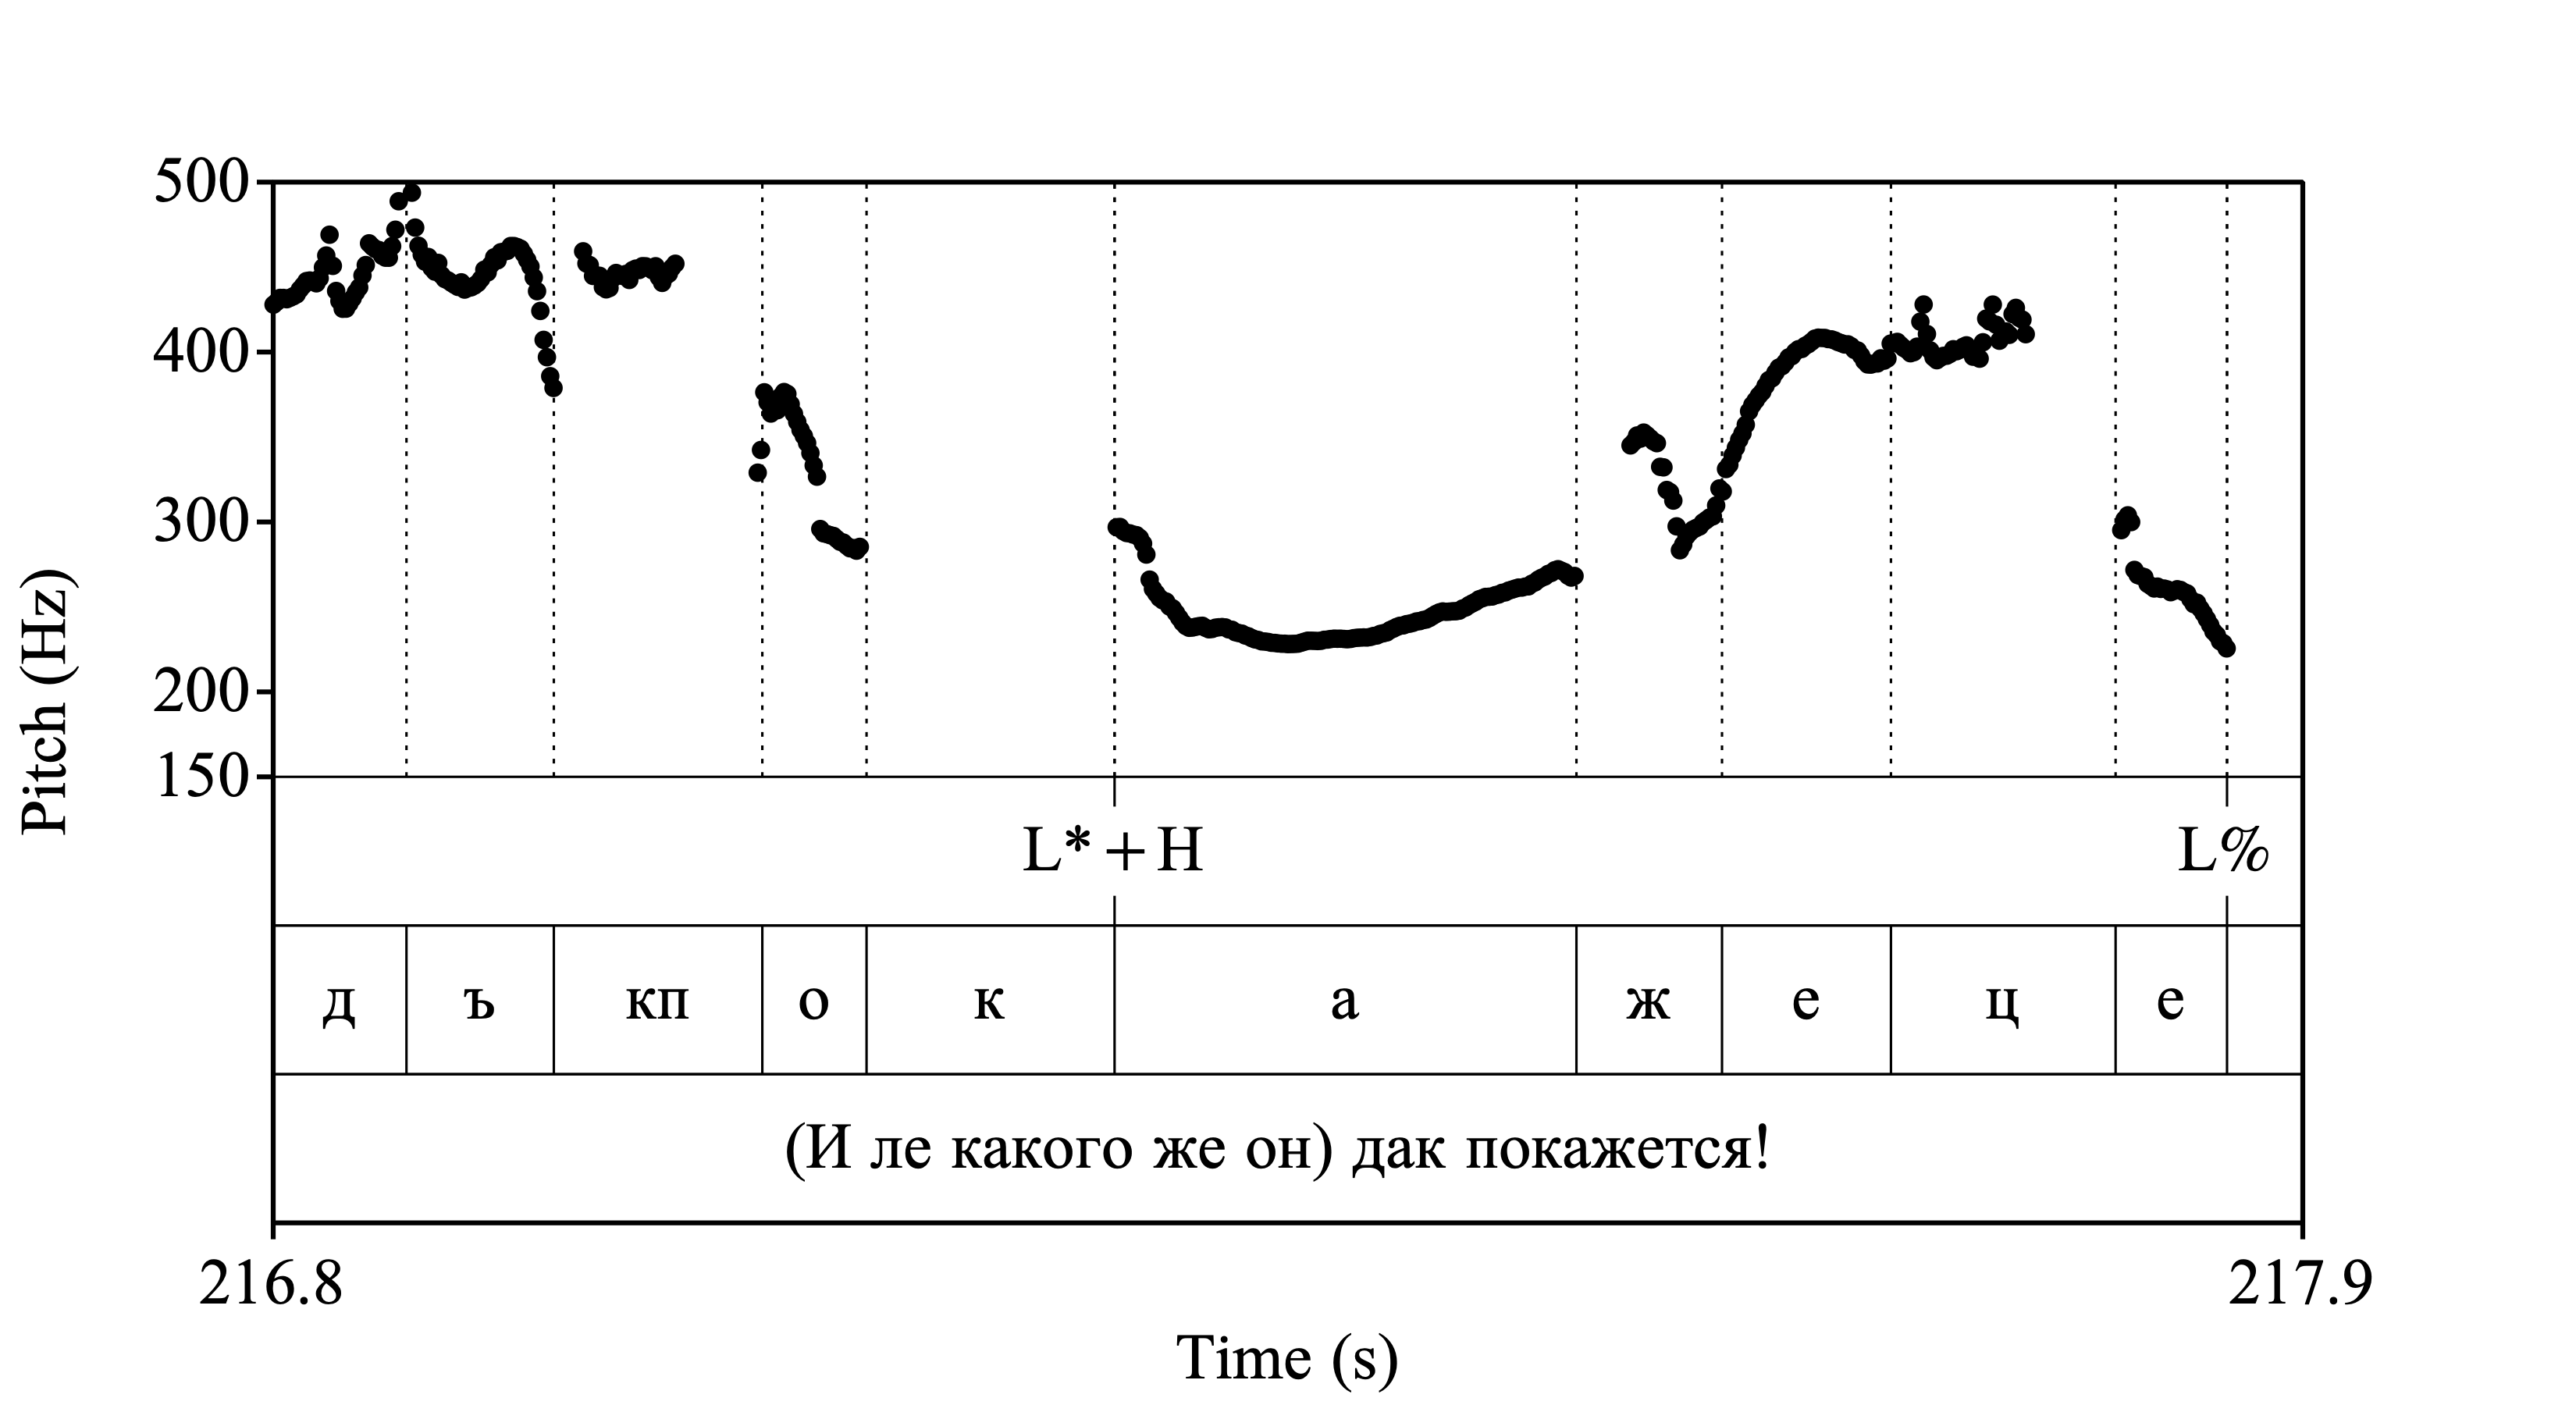 500
400
300
200
150
Pitch (Hz)
L*+H L%
д ъ кп о к а ж е ц е
(И ле какого же он) дак покажется!
216.8 217.9
Time (s)